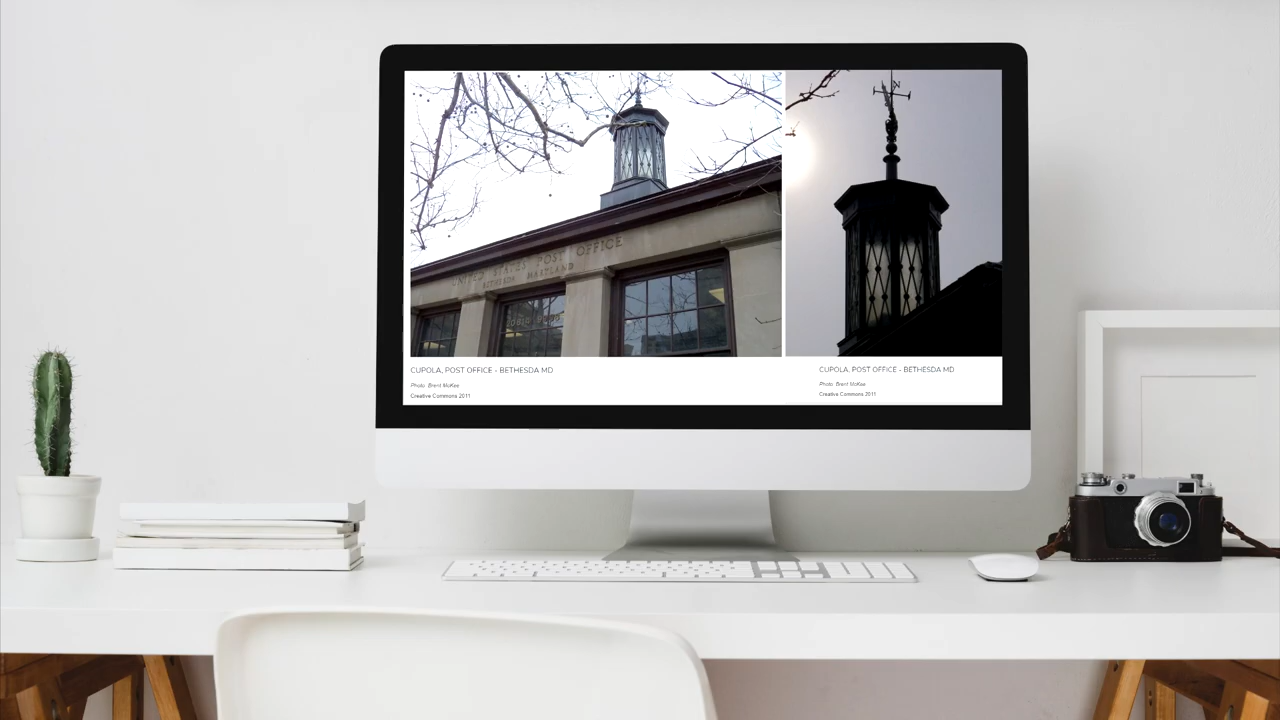 N
UNITED STATES POST OFFICE
BETHESDA MARYLAND
CUPOLA, POST OFFICE - BETHESDA MD
Photo: Brent McKee
Creative Commons 2011
CUPOLA, POST OFFICE - BETHESDA MD
Photo: Brent McKee
Creative Commons 2011